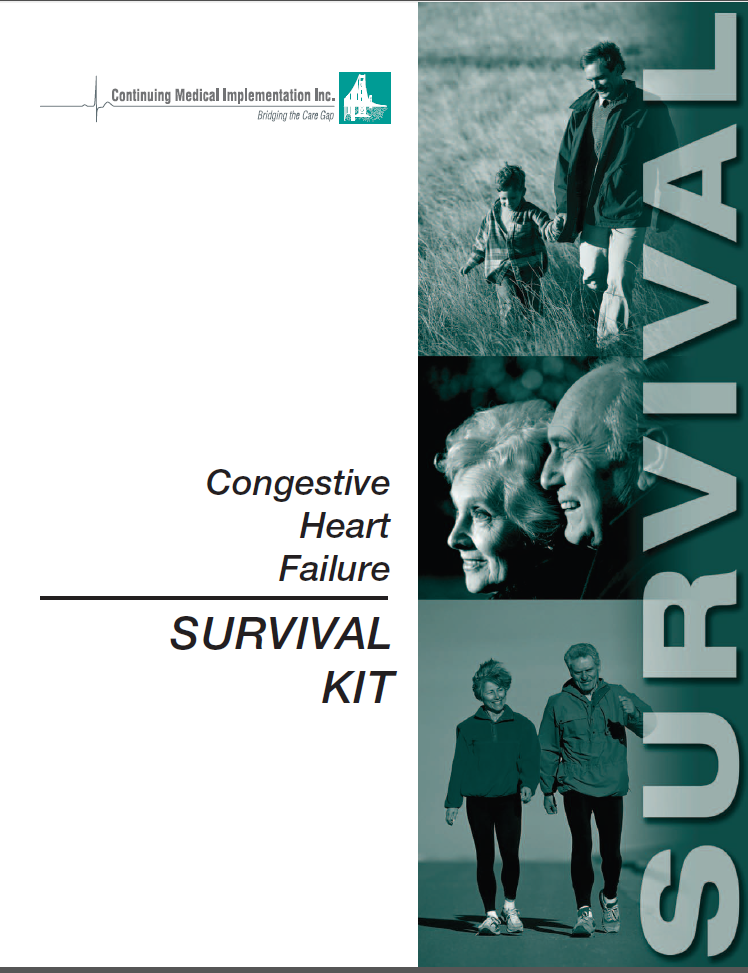 Continuing Medical Implementation Inc.
Bridging the Care Gap
Congestive
Heart
Failure
SURVIVAL
KIT
SURVIVAL